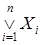 n
∨ X_i
i=1